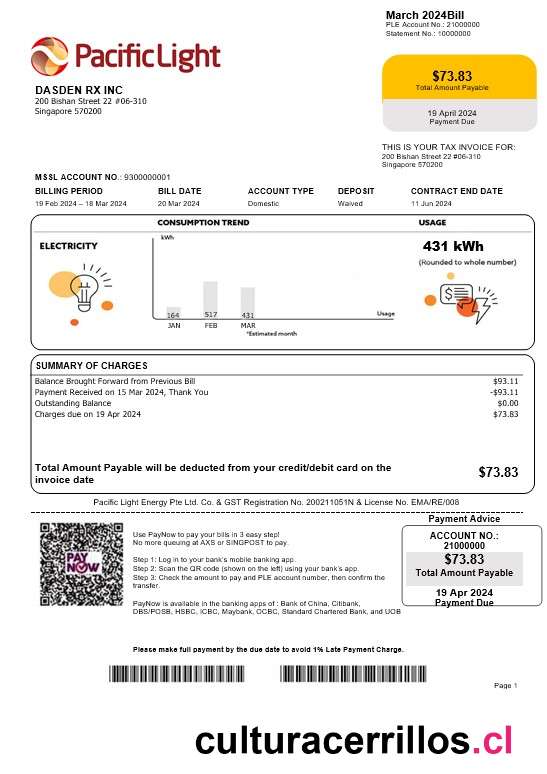 March 2024Bill
PLE Account No.: 21000000
Statement No.: 10000000
PacificLight
$73.83
Total Amount Payable
DASDEN RX INC
200 Bishan Street 22 #06-310
Singapore 570200
19 April 2024
Payment Due
THIS IS YOUR TAX INVOICE FOR:
200 Bishan Street 22 #06-310
Singapore 570200
MSSL ACCOUNT NO.: 9300000001
BILLING PERIOD BILL DATE ACCOUNT TYPE DEPOSIT CONTRACT END DATE
19 Feb 2024 – 18 Mar 2024 20 Mar 2024 Domestic Waived 11 Jun 2024
CONSUMPTION TREND USAGE
kWh
ELECTRICITY
431 kWh
(Rounded to whole number)
164 517 431 Usage
JAN FEB MAR
*Estimated month
SUMMARY OF CHARGES
Balance Brought Forward from Previous Bill $93.11
Payment Received on 15 Mar 2024, Thank You -$93.11
Outstanding Balance $0.00
Charges due on 19 Apr 2024 $73.83
Total Amount Payable will be deducted from your credit/debit card on the
invoice date
$73.83
Pacific Light Energy Pte Ltd. Co. & GST Registration No. 200211051N & License No. EMA/RE/008
Payment Advice
PAY
NOW
Use PayNow to pay your bills in 3 easy step!
No more queuing at AXS or SINGPOST to pay.
Step 1: Log in to your bank's mobile banking app.
Step 2: Scan the QR code (shown on the left) using your bank's app.
Step 3: Check the amount to pay and PLE account number, then confirm the
transfer.
PayNow is available in the banking apps of : Bank of China, Citibank,
DBS/POSB, HSBC, ICBC, Maybank, OCBC, Standard Chartered Bank, and UOB
ACCOUNT NO.:
21000000
$73.83
Total Amount Payable
19 Apr 2024
Payment Due
Please make full payment by the due date to avoid 1% Late Payment Charge.
Page 1
culturacerrillos.cl